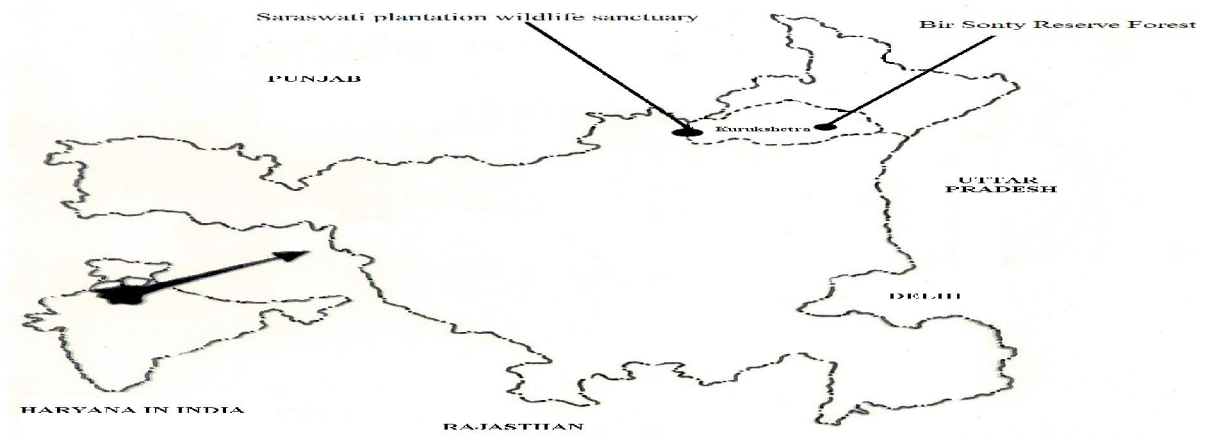 Saraswati plantation wildlife sanctuary
Bir Sonty Reserve Forest
PUNJAB
Kurukshetra
UTTAR
PRADESH
DELHI
HARYANA IN INDIA
RAJASTHAN